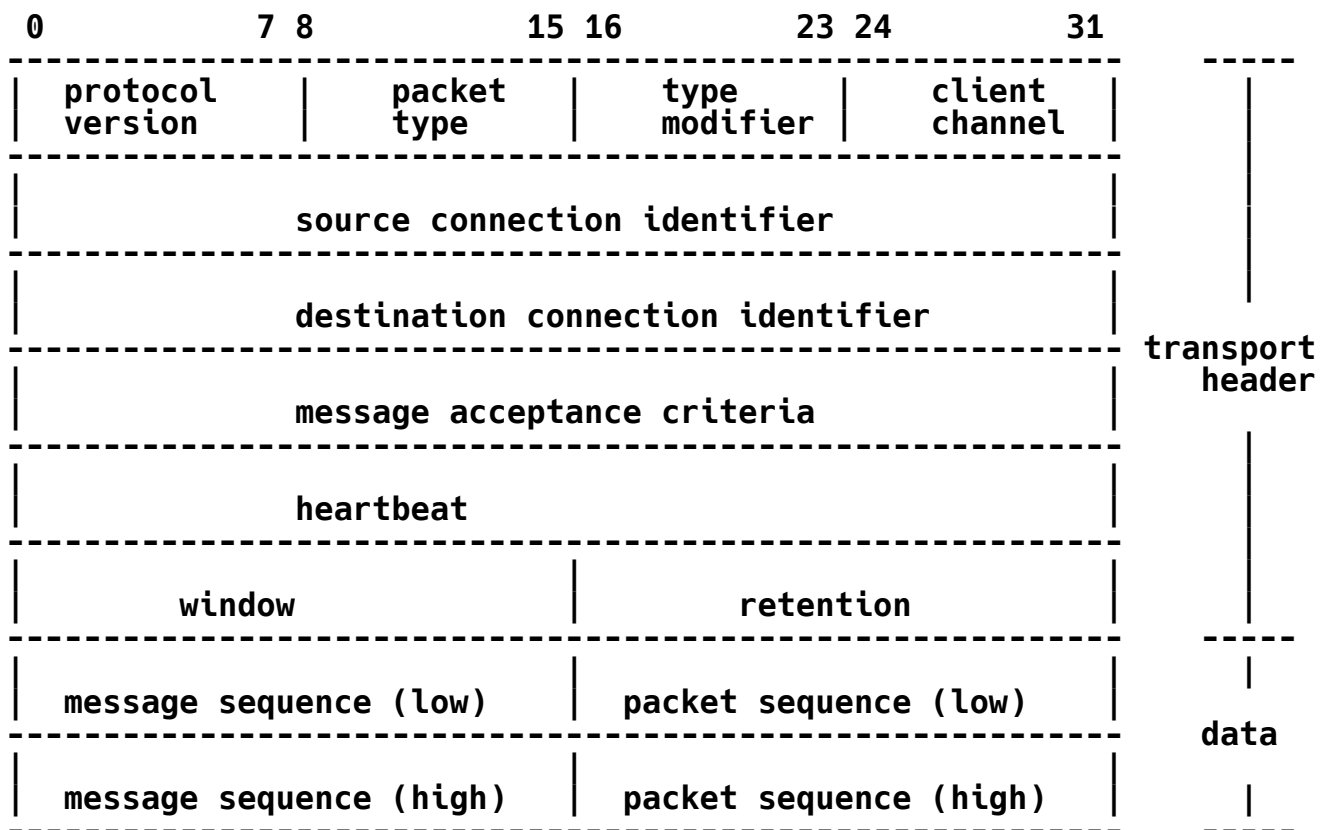 0 7 8 15 16 23 24 31
protocol packet type client
version type modifier channel
source connection identifier
destination connection identifier
transport
header
message acceptance criteria
heartbeat
window retention
message sequence (low) packet sequence (low)
data
message sequence (high) packet sequence (high)